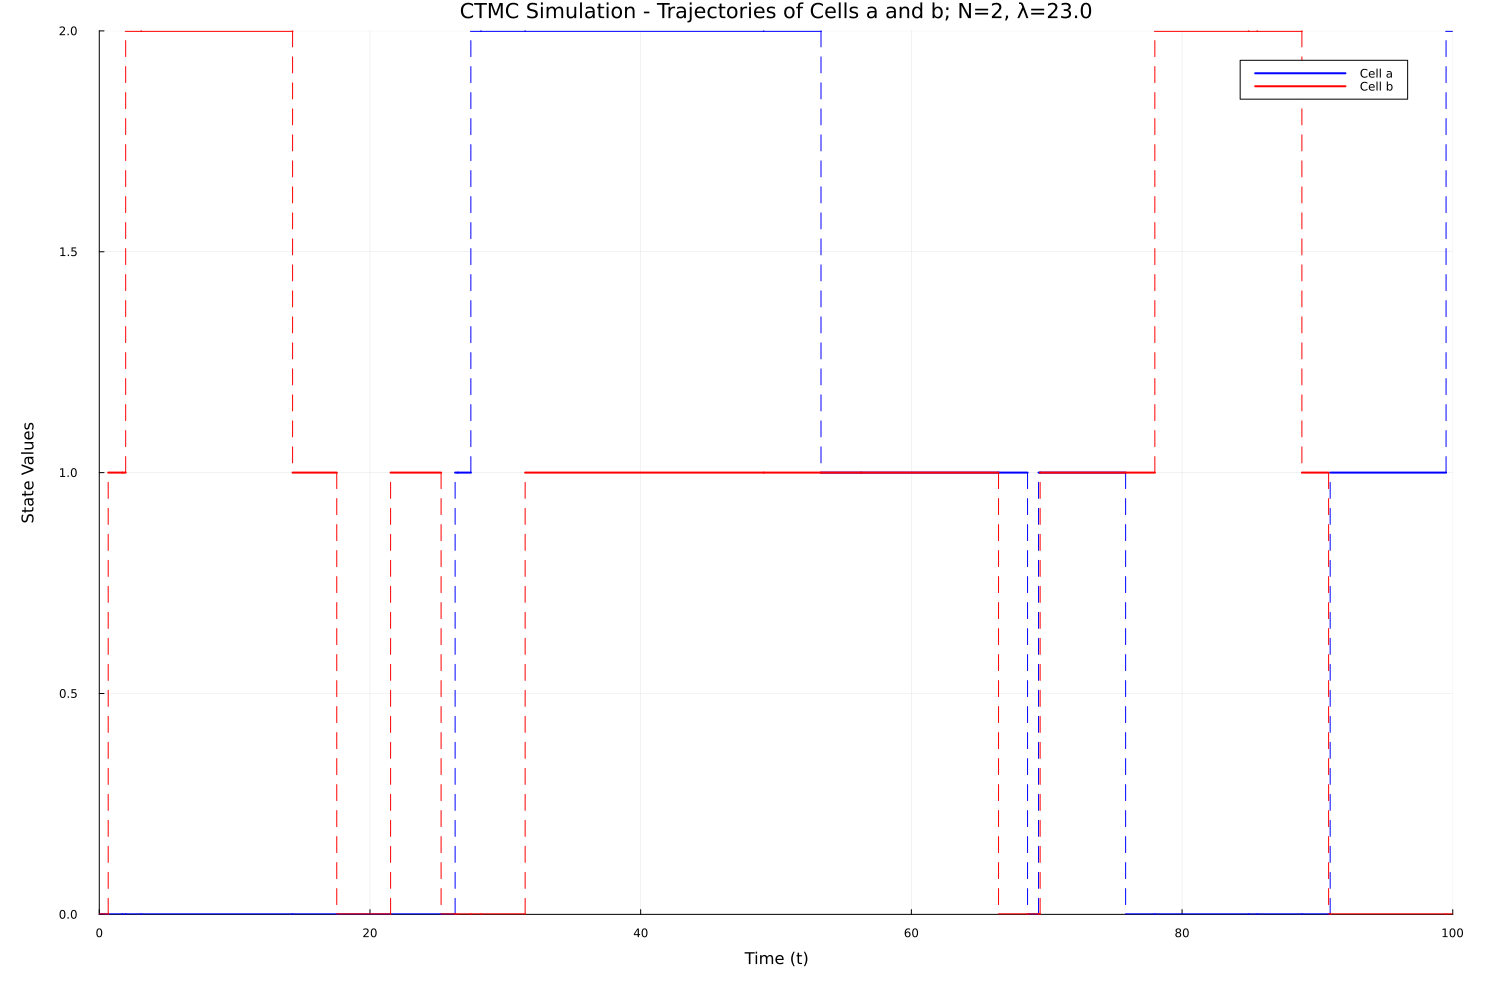 CTMC Simulation - Trajectories of Cells a and b; N=2, λ=23.0
2.0
Cell a
Cell b
1.5
1.0
State Values
0.5
0.0
0 20 40 60 80 100
Time (t)